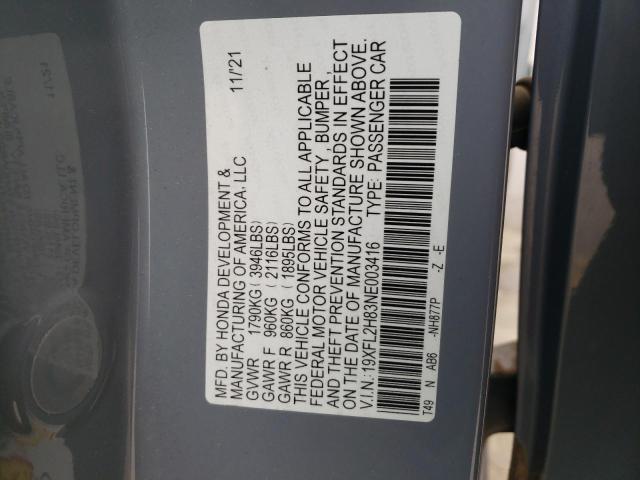 MFD. BY HONDA DEVELOPMENT &
MANUFACTURING OF AMERICA, LLC 11/21
GVWR 1790KG (3946LBS)
GAWR F 960KG (2116LBS)
GAWR R 860KG (1895LBS)
THIS VEHICLE CONFORMS TO ALL APPLICABLE
FEDERAL MOTOR VEHICLE SAFETY, BUMPER,
AND THEFT PREVENTION STANDARDS IN EFFECT
ON THE DATE OF MANUFACTURE SHOWN ABOVE.
V.I.N: 19XFL2H83NE003416 TYPE: PASSENGER CAR
T49 N AB6 -NH877P -Z -E